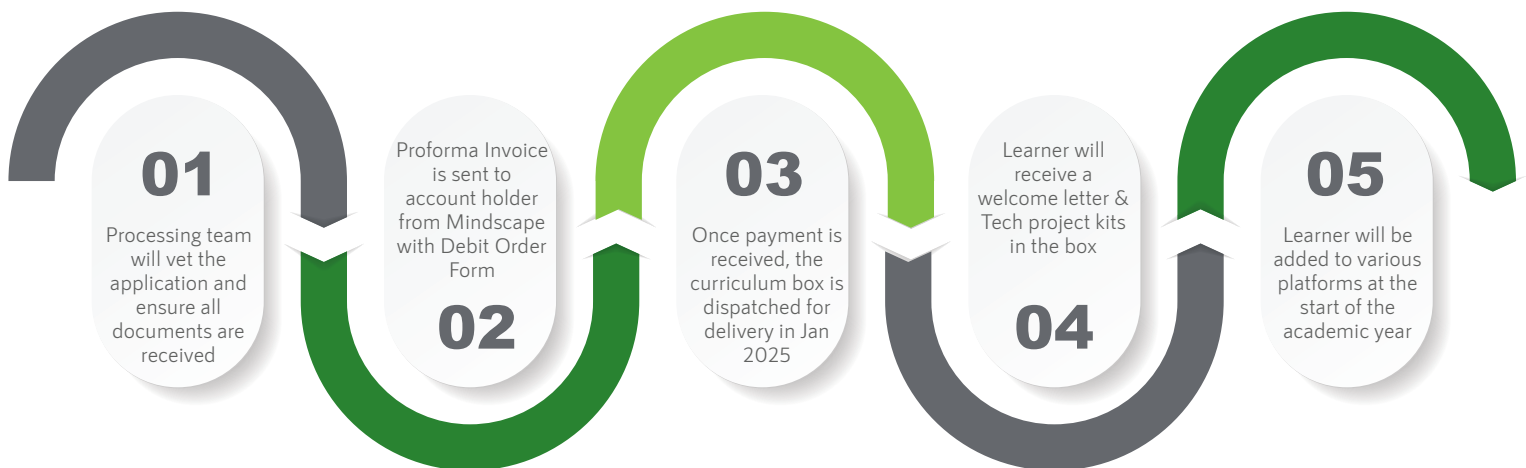 01
Processing team
will vet the
application and
ensure all
documents are
received
Proforma Invoice
is sent to
account holder
from Mindscape
with Debit Order
Form
02
03
Once payment is
received, the
curriculum box is
dispatched for
delivery in Jan
2025
Learner will
receive a
welcome letter &
Tech project kits
in the box
04
05
Learner will be
added to various
platforms at the
start of the
academic year